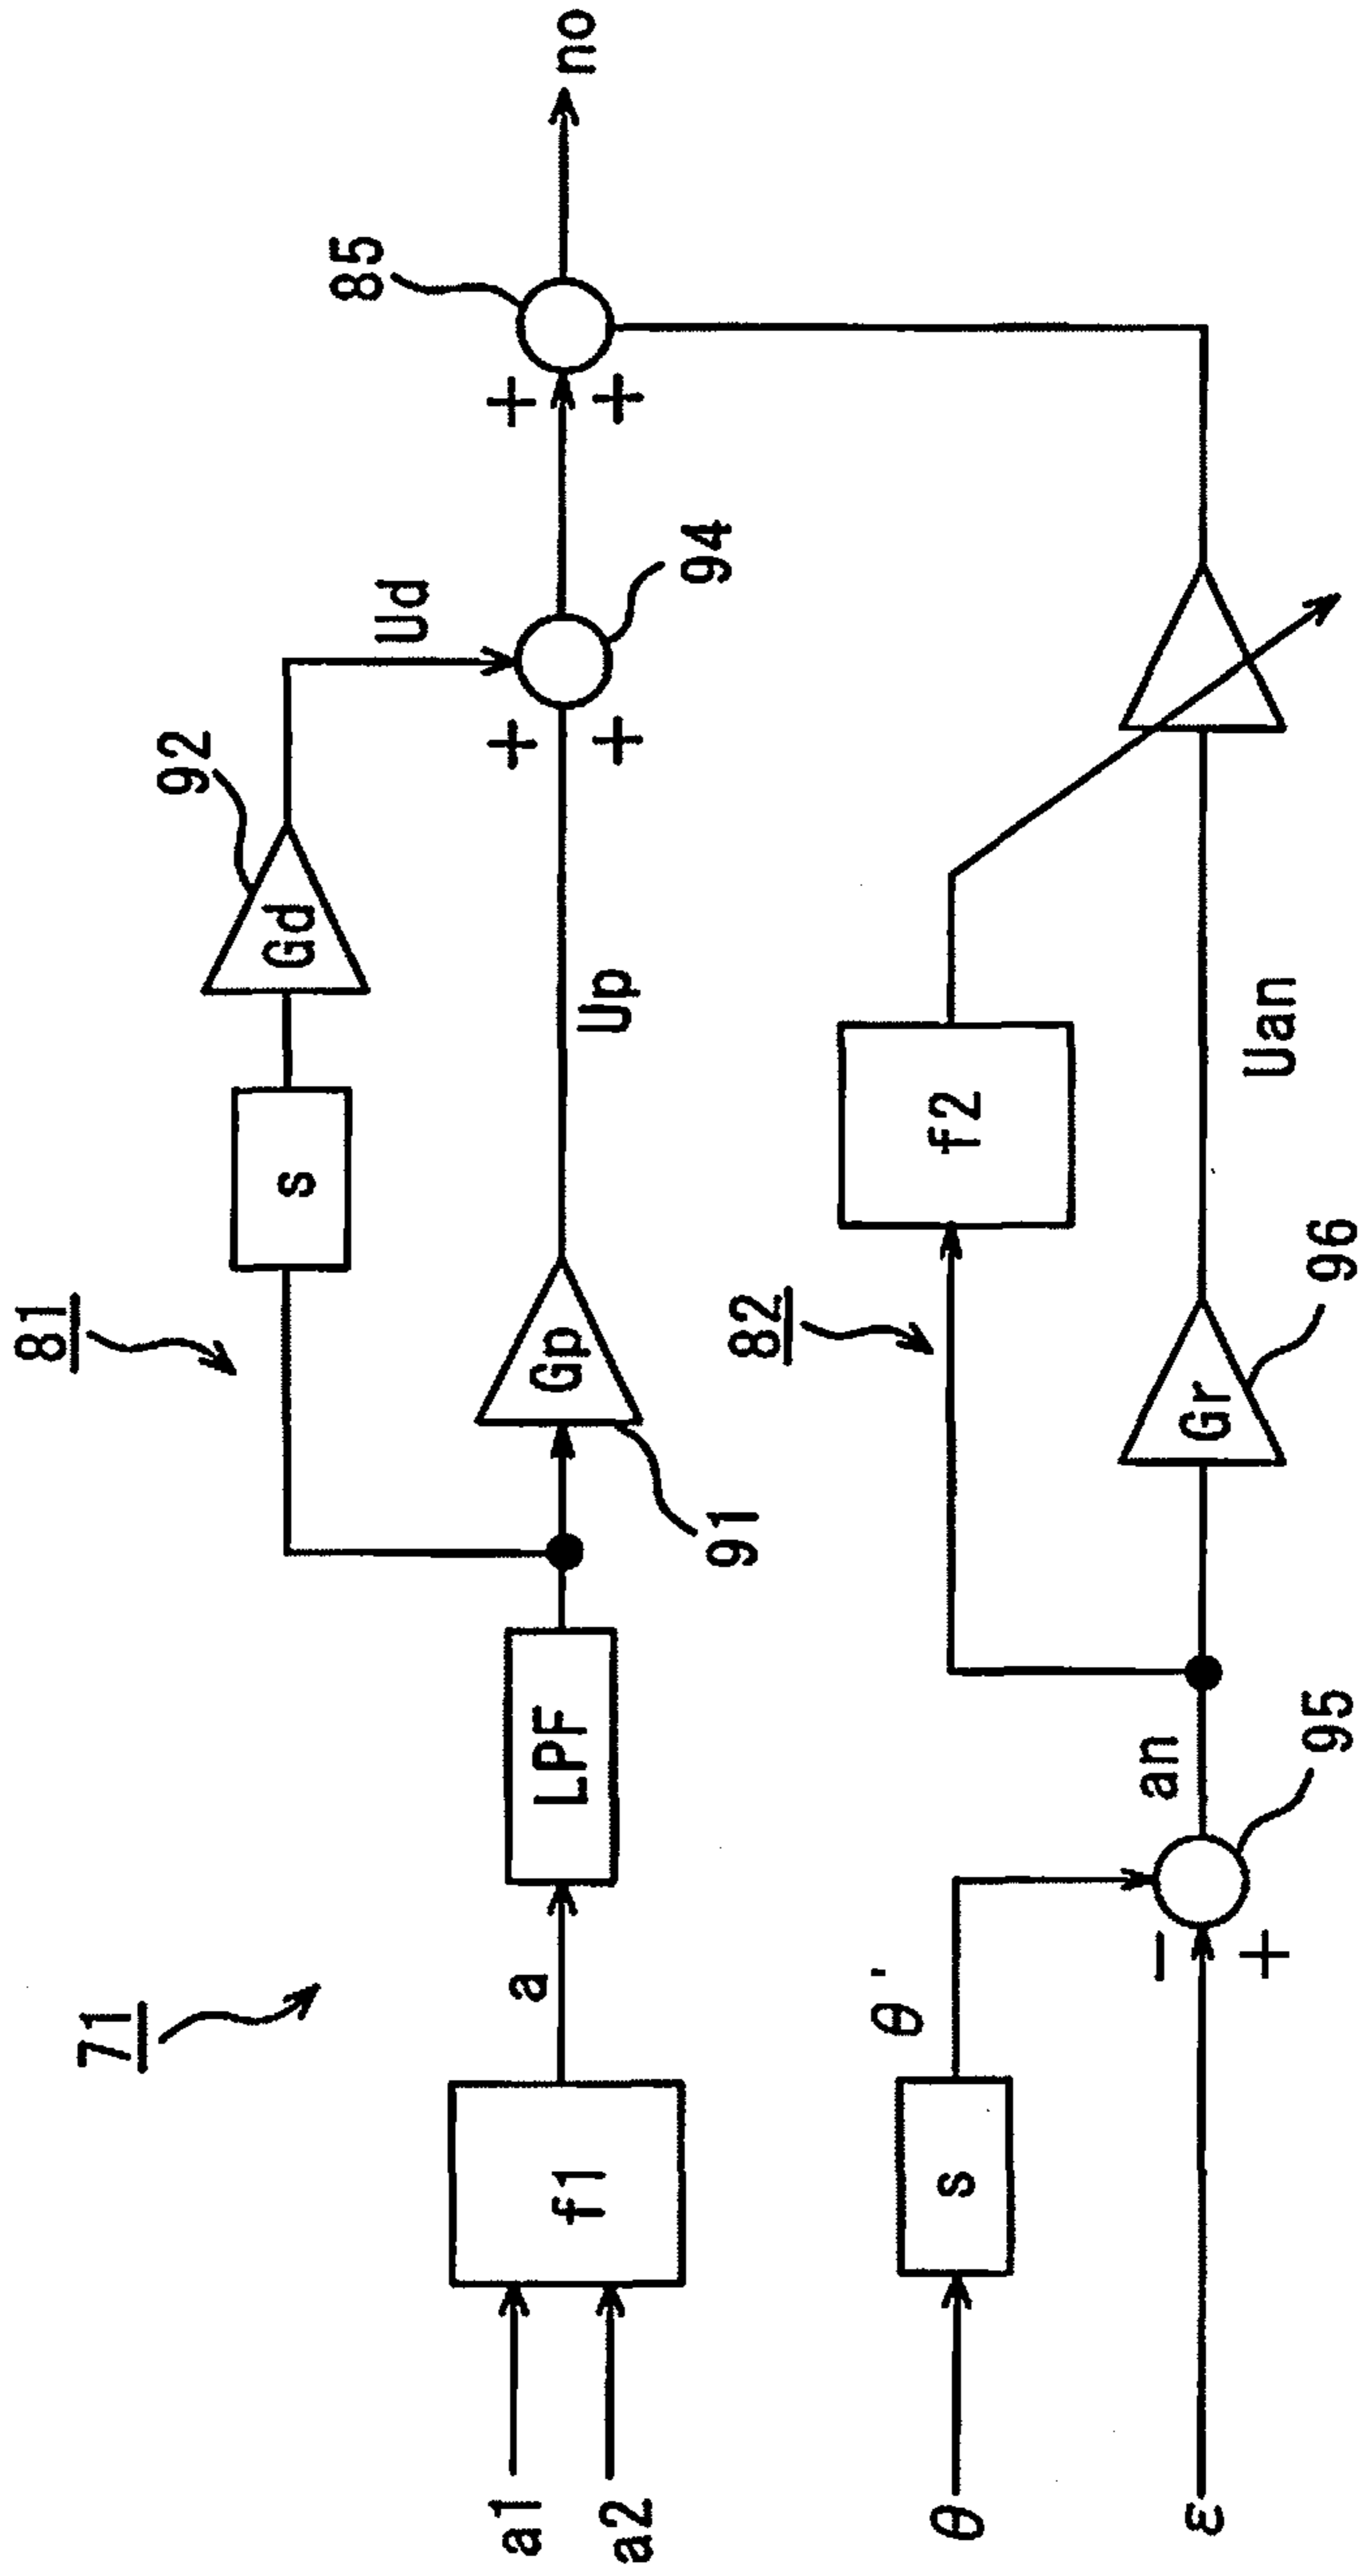 71
81
a1
a2
f1
a
LPF
s
Gd
92
Ud
Gp
91
Up
+
+
94
+
+
85
no
82
θ
s
θ'
ε
−
+
95
an
f2
Gr
96
Uan